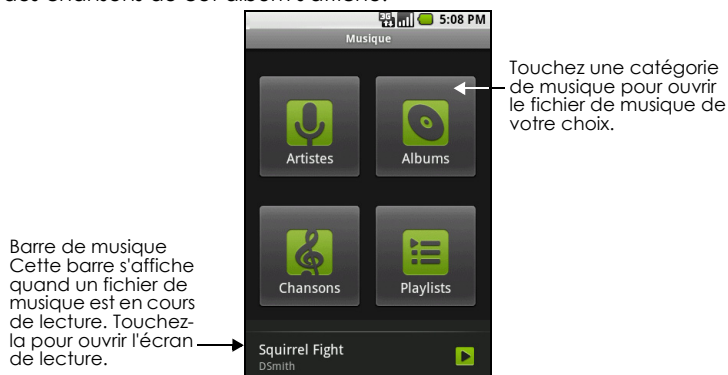 des chansons de cet album s'affiche.
3G
5:08 PM
Musique
Artistes
Albums
Touchez une catégorie
de musique pour ouvrir
le fichier de musique de
votre choix.
Chansons
Playlists
Barre de musique
Cette barre s'affiche
quand un fichier de
musique est en cours
de lecture. Touchez-
la pour ouvrir l'écran
de lecture.
Squirrel Fight
DSmith